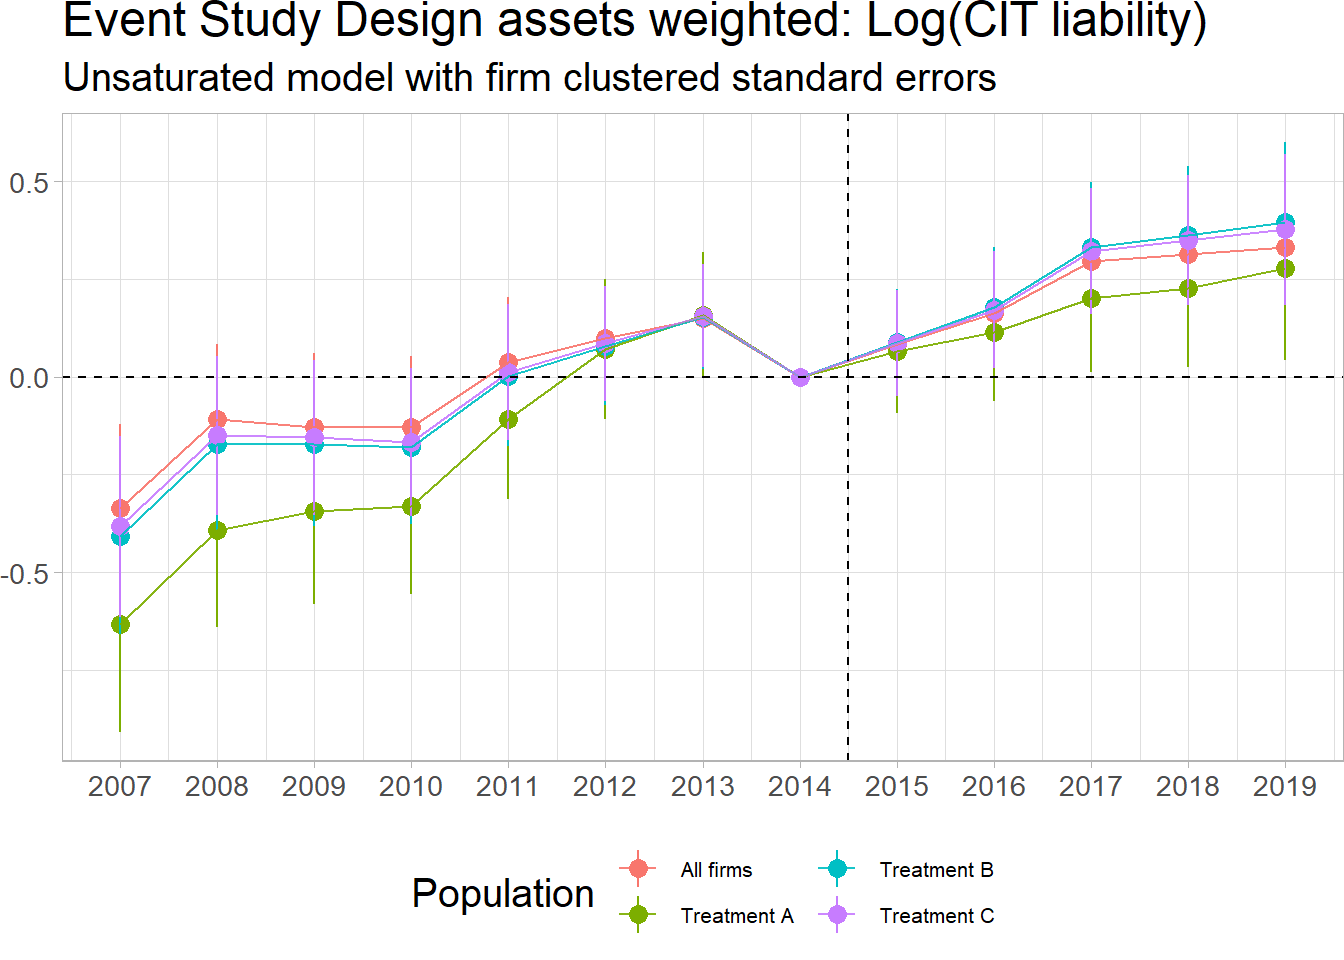 Event Study Design assets weighted: Log(CIT liability)
Unsaturated model with firm clustered standard errors
0.5
0.0
-0.5
2007 2008 2009 2010 2011 2012 2013 2014 2015 2016 2017 2018 2019
Population
All firms
Treatment A
Treatment B
Treatment C